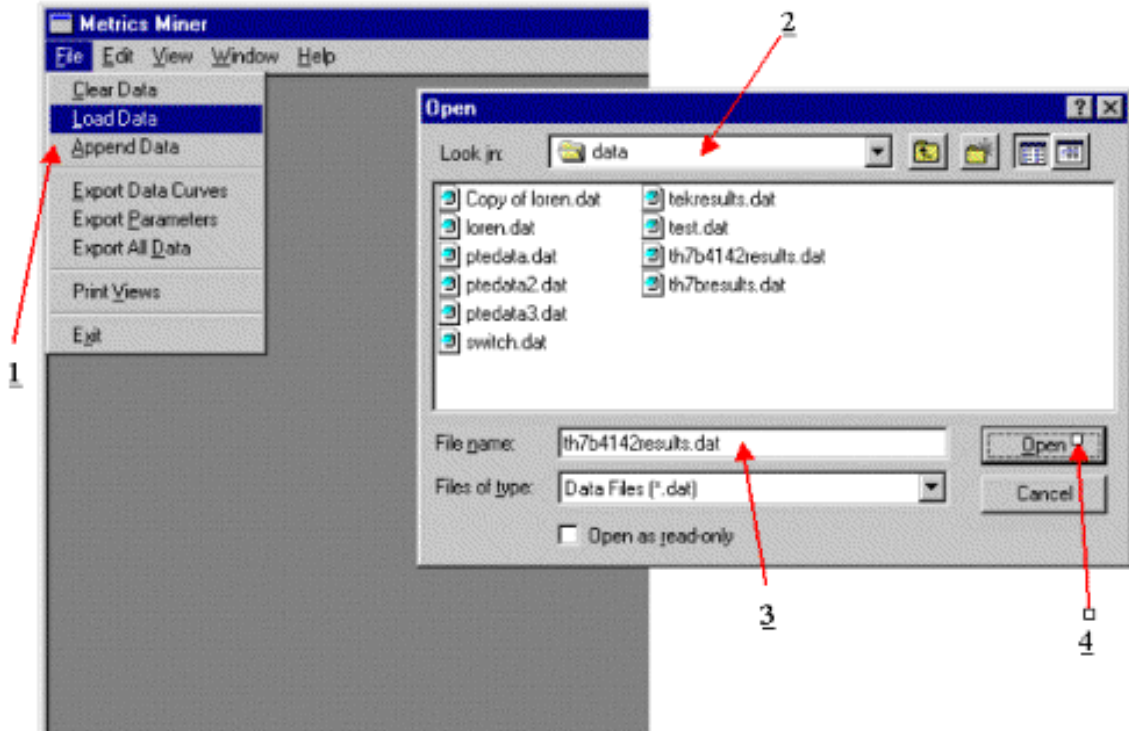 Metrics Miner
File Edit View Window Help
Clear Data
Load Data
Append Data
Export Data Curves
Export Parameters
Export All Data
Print Views
Exit
1
2
Open
Look in: data
Copy of loren.dat
loren.dat
ptedata.dat
ptedata2.dat
ptedata3.dat
switch.dat
tekresults.dat
test.dat
th7b4142results.dat
th7bresults.dat
File name: th7b4142results.dat
Open
Files of type: Data Files (*.dat)
Cancel
Open as read-only
3
4